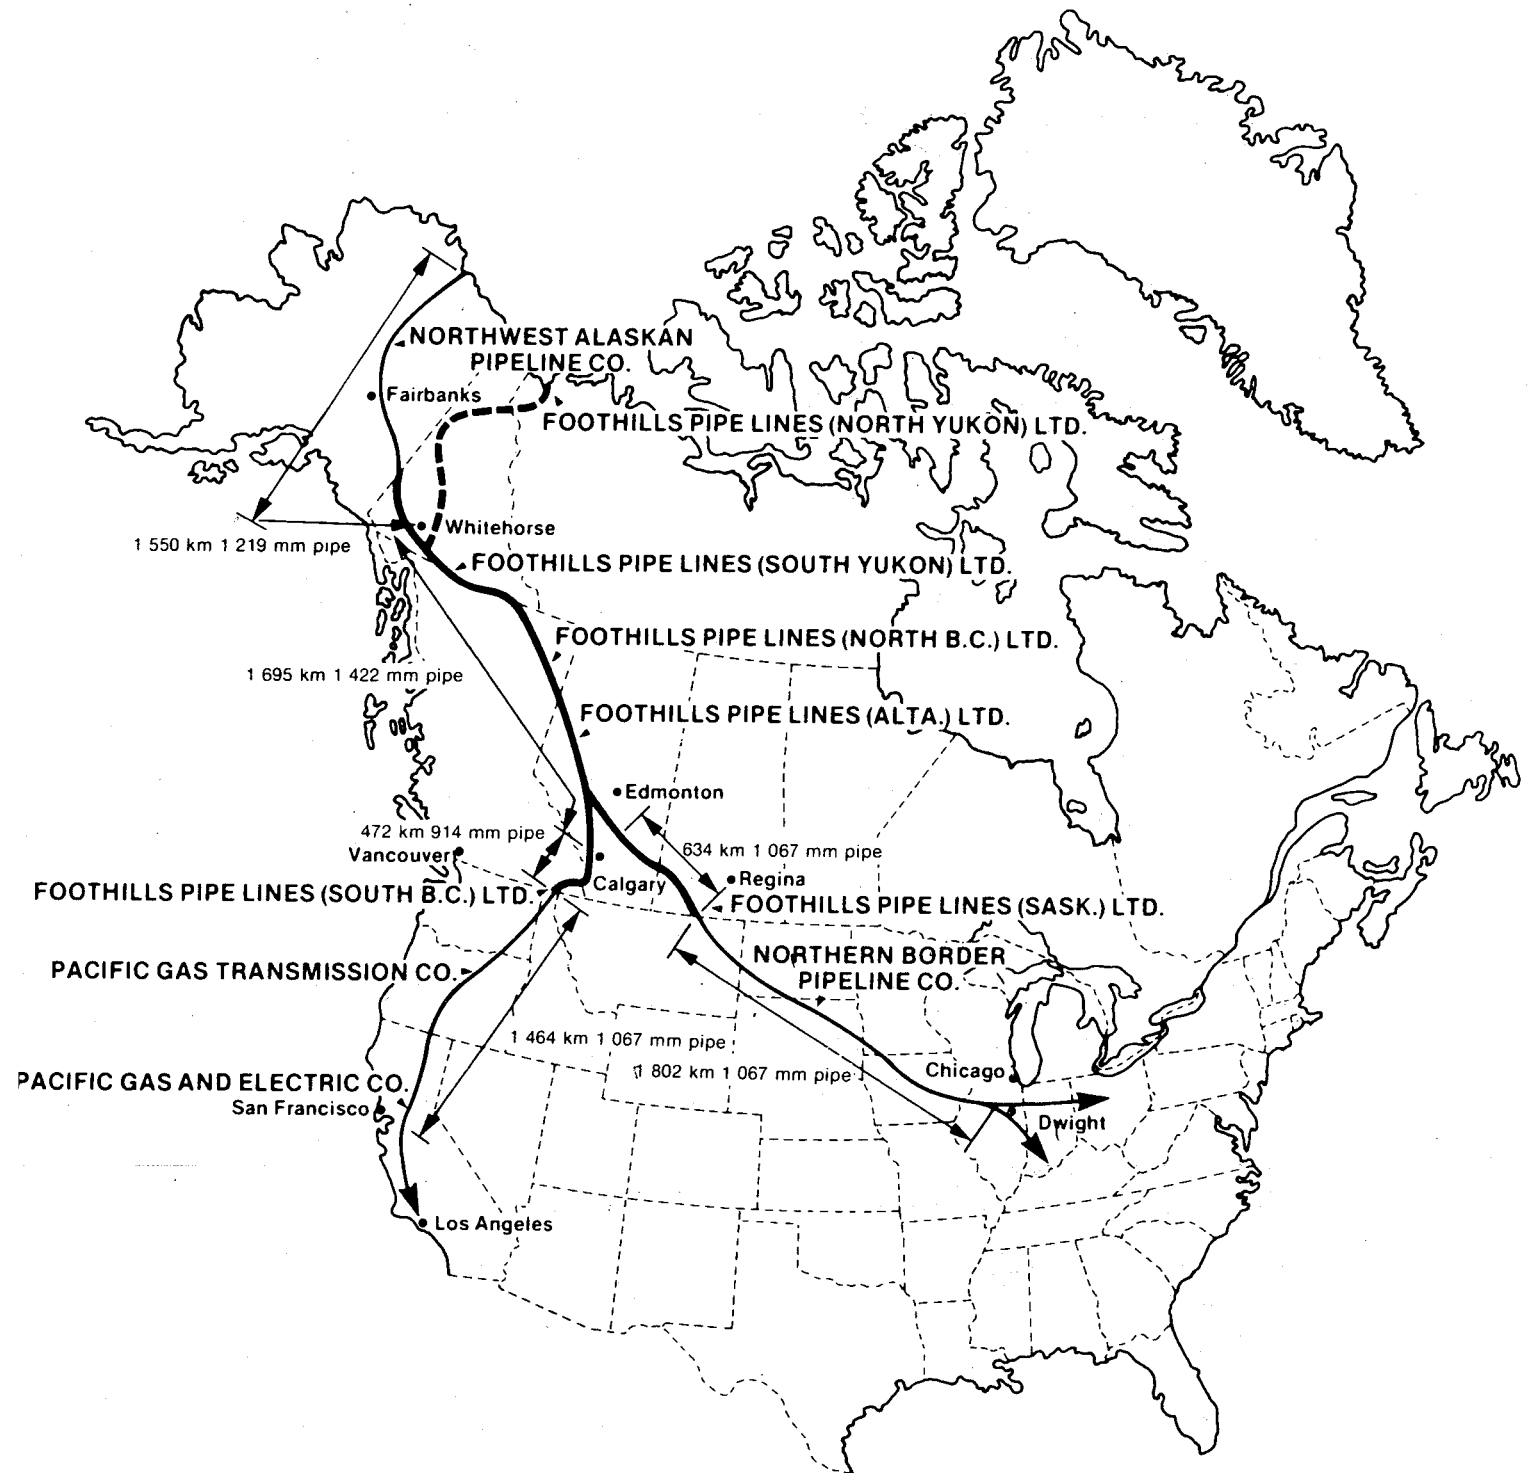 NORTHWEST ALASKAN
PIPELINE CO.
Fairbanks
FOOTHILLS PIPE LINES (NORTH YUKON) LTD.
Whitehorse
1 550 km 1 219 mm pipe
FOOTHILLS PIPE LINES (SOUTH YUKON) LTD.
FOOTHILLS PIPE LINES (NORTH B.C.) LTD.
1 695 km 1 422 mm pipe
FOOTHILLS PIPE LINES (ALTA.) LTD.
Edmonton
472 km 914 mm pipe
Vancouver
634 km 1 067 mm pipe
Calgary
Regina
FOOTHILLS PIPE LINES (SOUTH B.C.) LTD.
FOOTHILLS PIPE LINES (SASK.) LTD.
NORTHERN BORDER
PIPELINE CO.
PACIFIC GAS TRANSMISSION CO.
1 464 km 1 067 mm pipe
1 802 km 1 067 mm pipe
Chicago
PACIFIC GAS AND ELECTRIC CO.
San Francisco
Dwight
Los Angeles